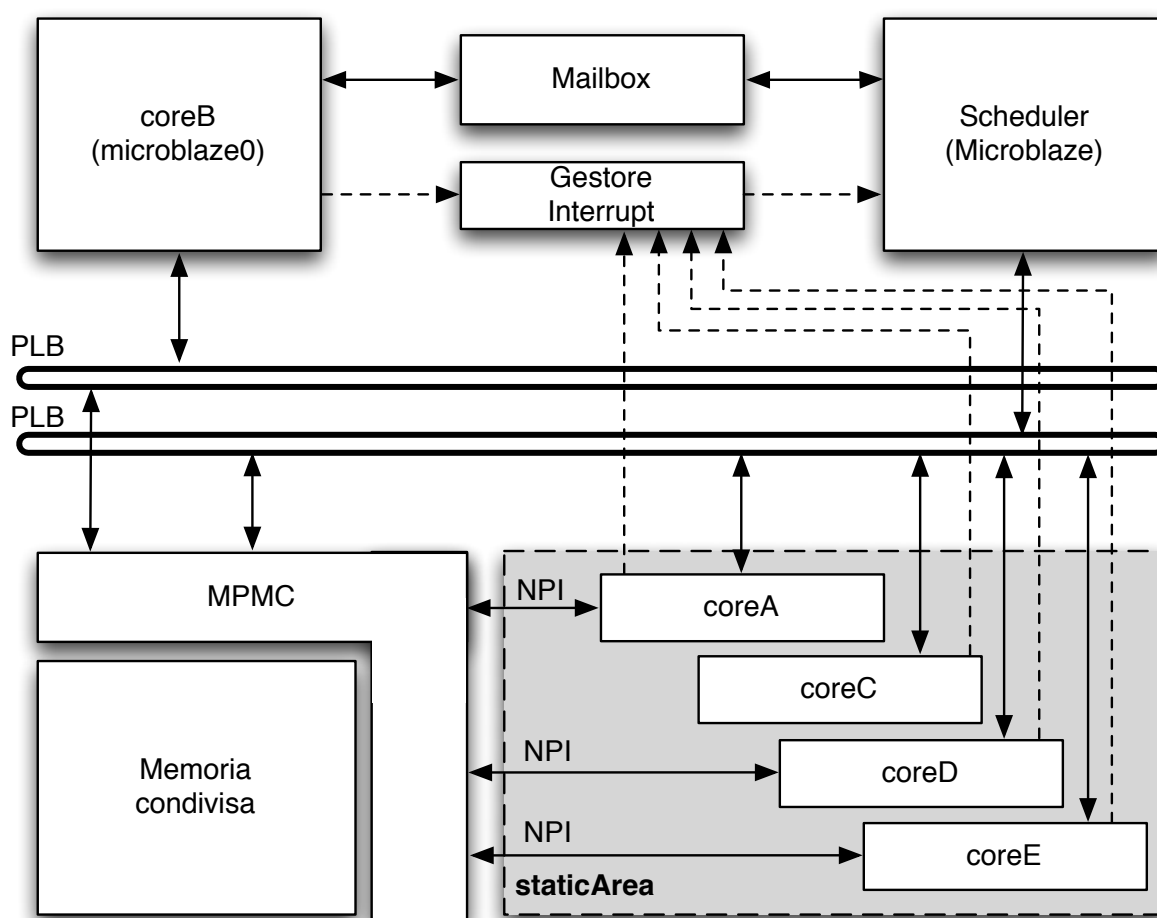 coreB
(microblaze0)
Mailbox
Scheduler
(Microblaze)
Gestore
Interrupt
PLB
PLB
MPMC
NPI
coreA
coreC
Memoria
condivisa
NPI
coreD
NPI
coreE
staticArea